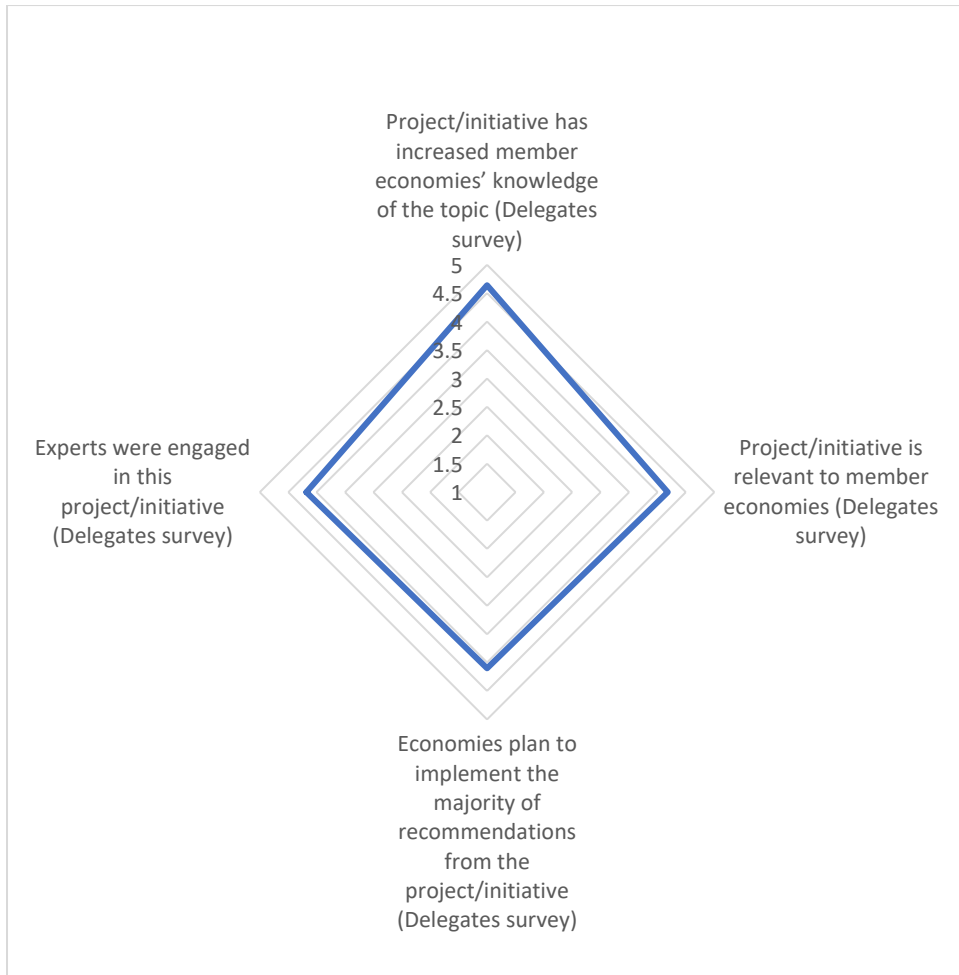 Project/initiative has
increased member
economies’ knowledge
of the topic (Delegates
survey)
5
4.5
4
3.5
3
2.5
2
1.5
1
Experts were engaged
in this
project/initiative
(Delegates survey)
Project/initiative is
relevant to member
economies (Delegates
survey)
Economies plan to
implement the
majority of
recommendations
from the
project/initiative
(Delegates survey)